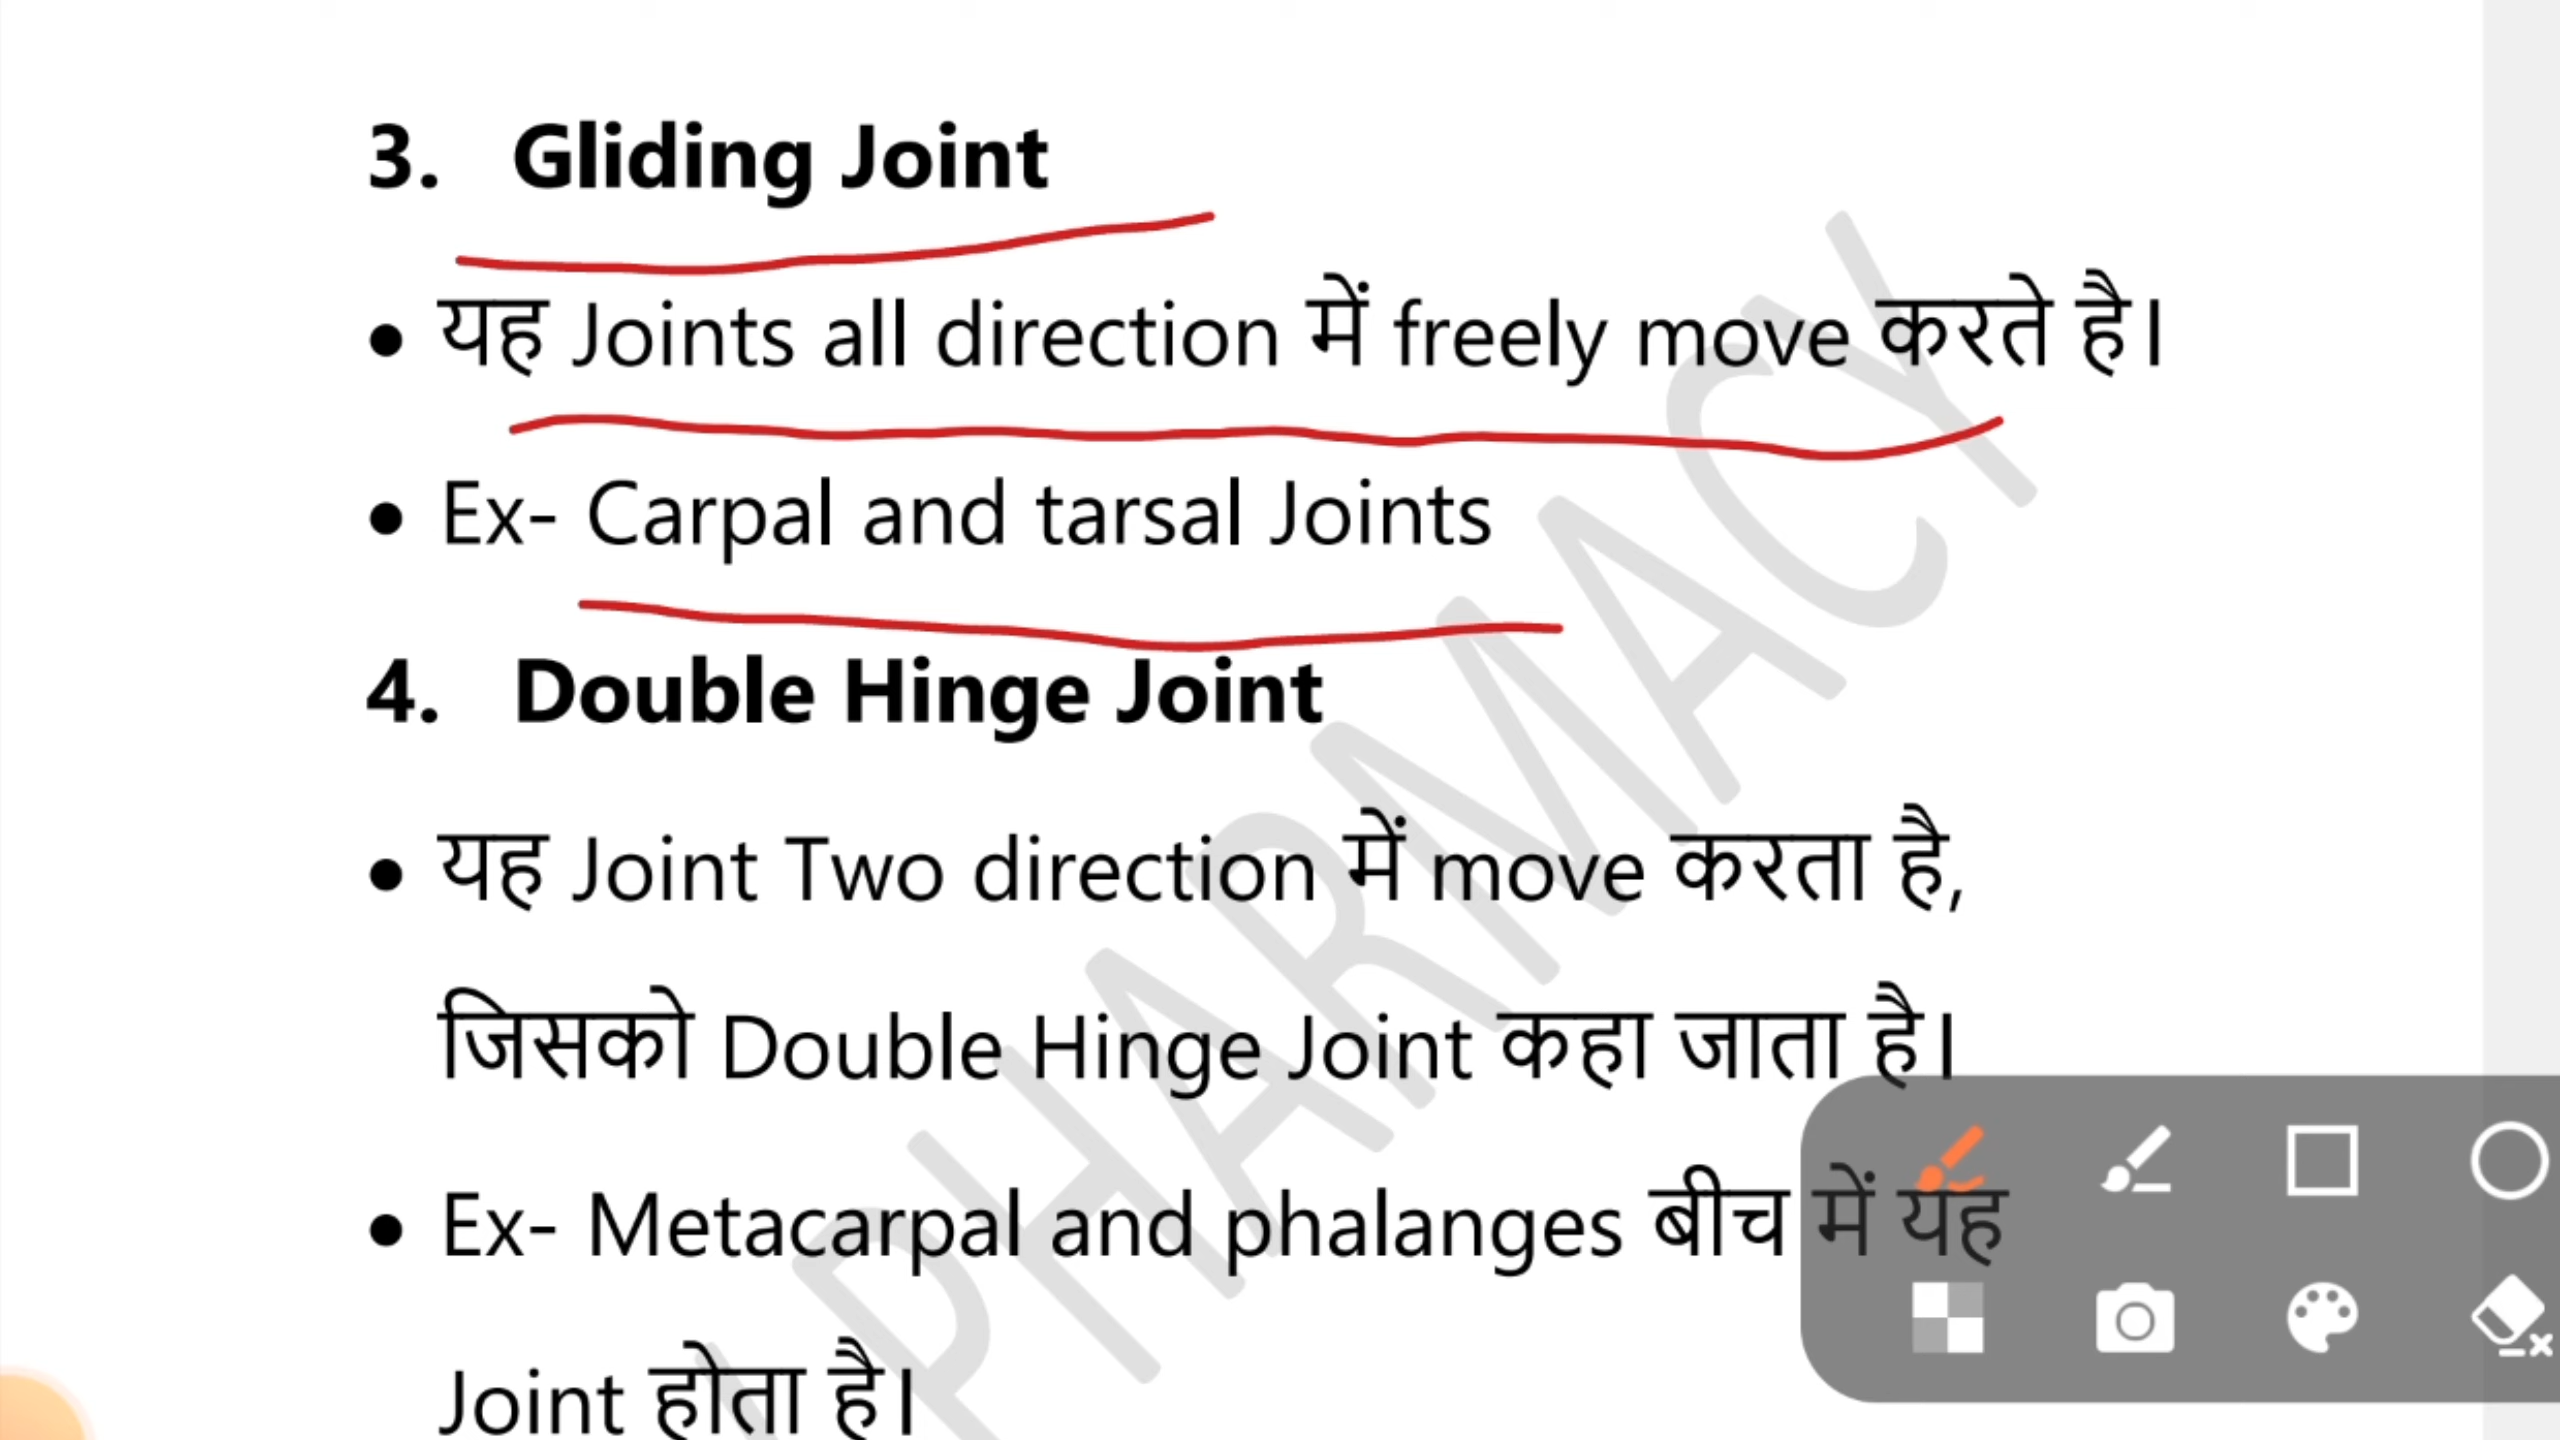 3. Gliding Joint
• यह Joints all direction में freely move करते है।
• Ex- Carpal and tarsal Joints
4. Double Hinge Joint
• यह Joint Two direction में move करता है,
जिसको Double Hinge Joint कहा जाता है।
• Ex- Metacarpal and phalanges बीच में यह
Joint होता है।
PHARMACY